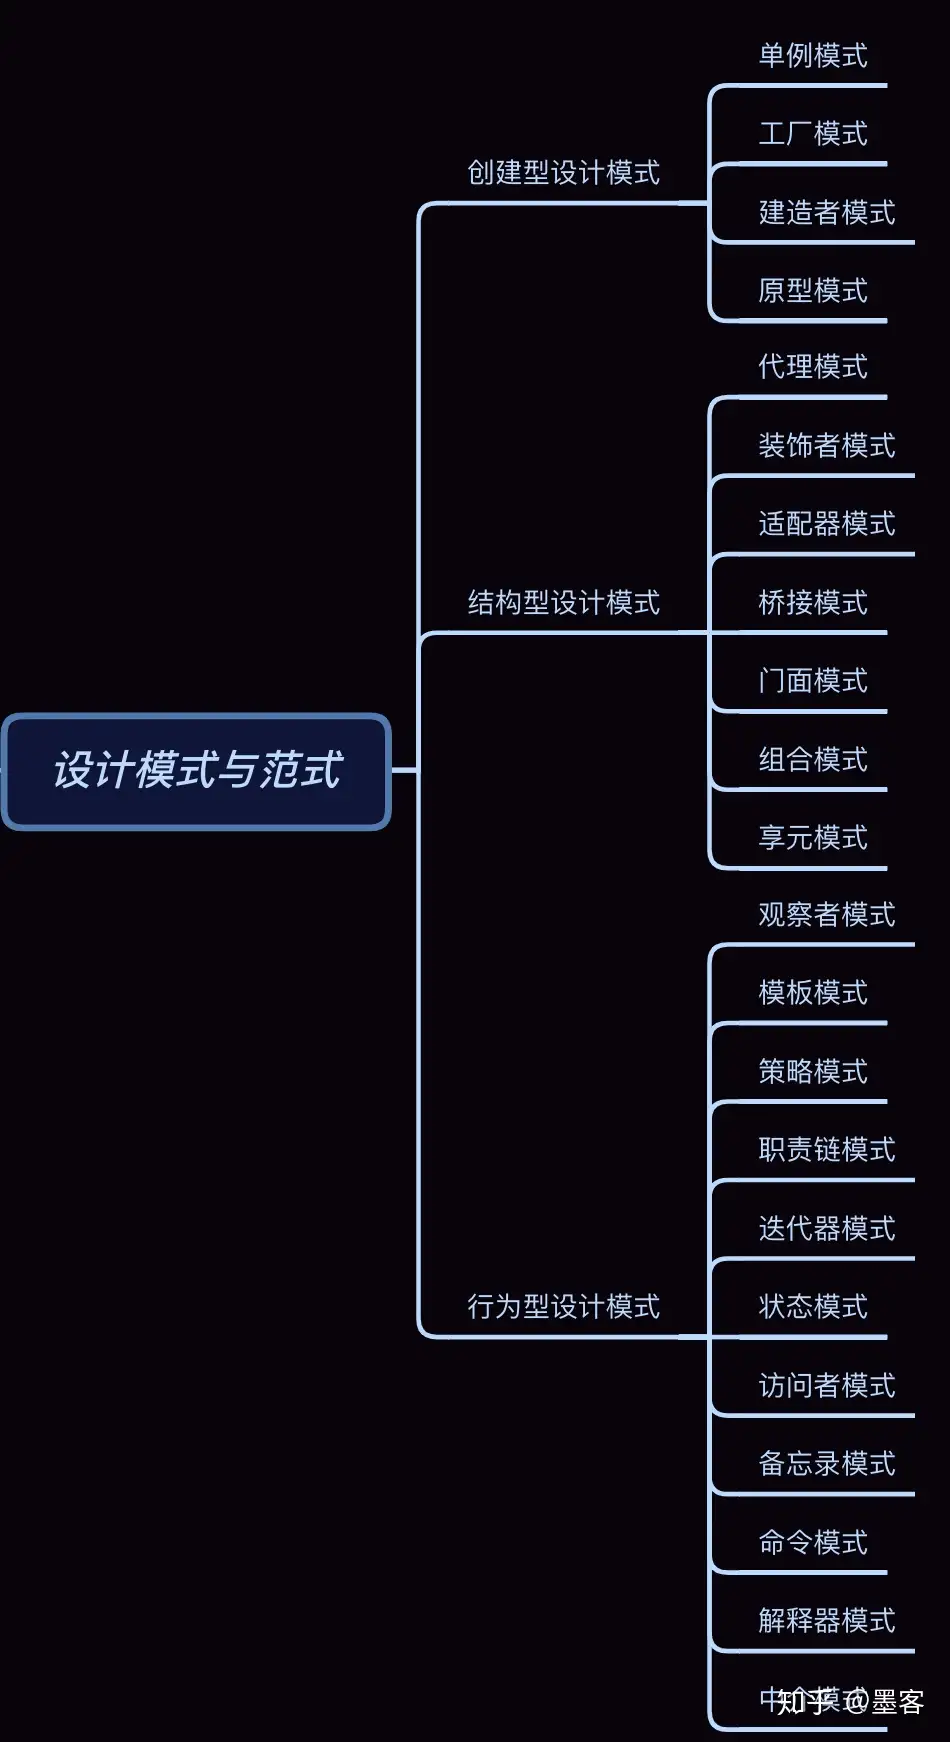 单例模式
工厂模式
创建型设计模式
建造者模式
原型模式
代理模式
装饰者模式
适配器模式
结构型设计模式
桥接模式
门面模式
组合模式
设计模式与范式
享元模式
观察者模式
模板模式
策略模式
职责链模式
迭代器模式
行为型设计模式
状态模式
访问者模式
备忘录模式
命令模式
解释器模式
中介模式
知乎 @墨客